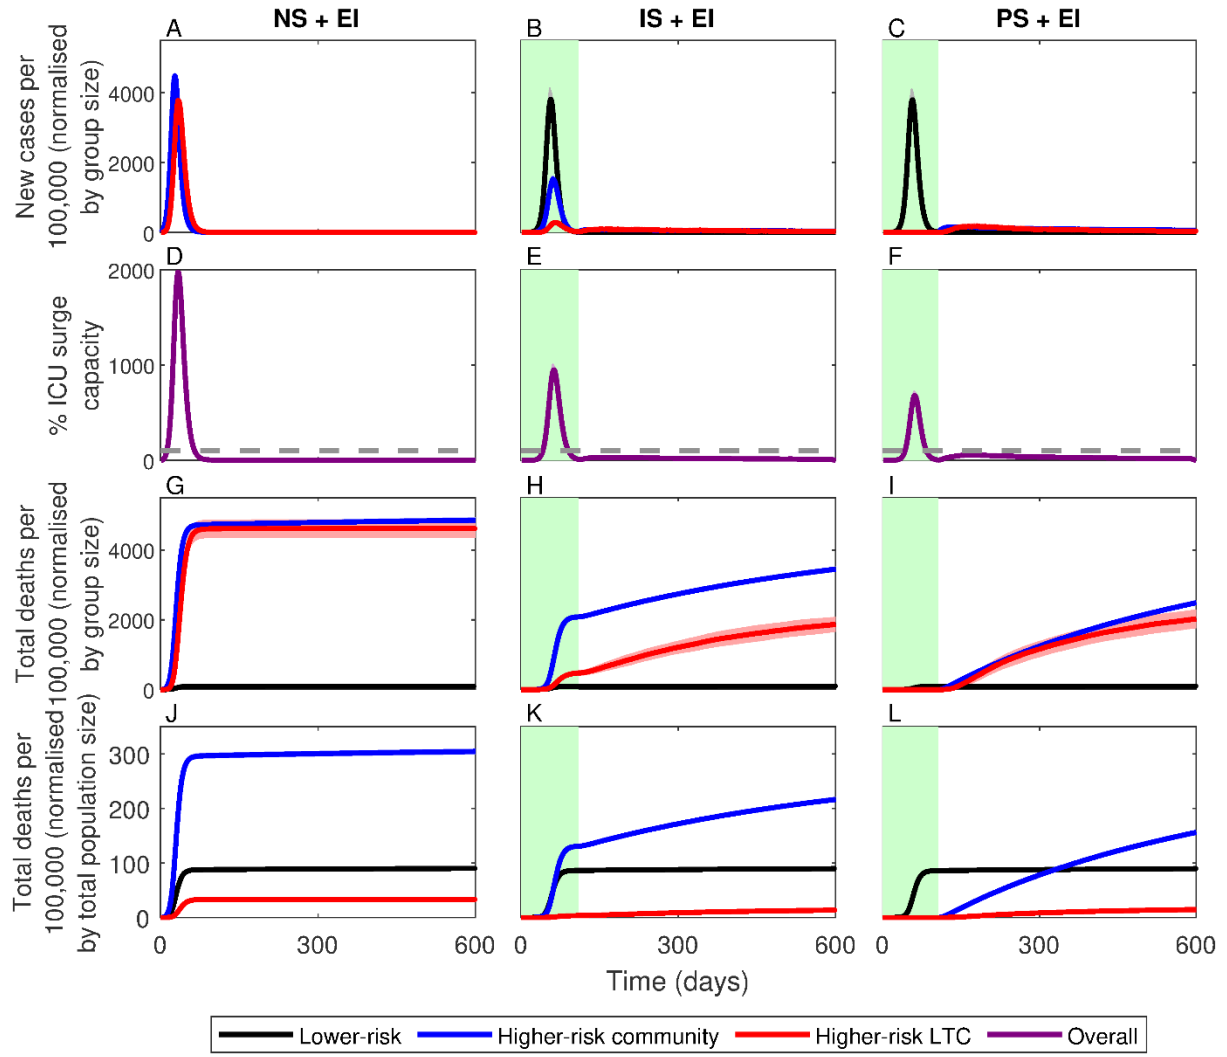 NS + EI
IS + EI
PS + EI
A
B
C
New cases per
100,000 (normalised
by group size)
4000
2000
0
D
E
F
% ICU surge
capacity
2000
1000
0
G
H
I
Total deaths per
100,000 (normalised
by group size)
4000
2000
0
J
K
L
Total deaths per
100,000 (normalised
by total population size)
300
200
100
0
0
300
600
0
300
600
0
300
600
Time (days)
Lower-risk
Higher-risk community
Higher-risk LTC
Overall